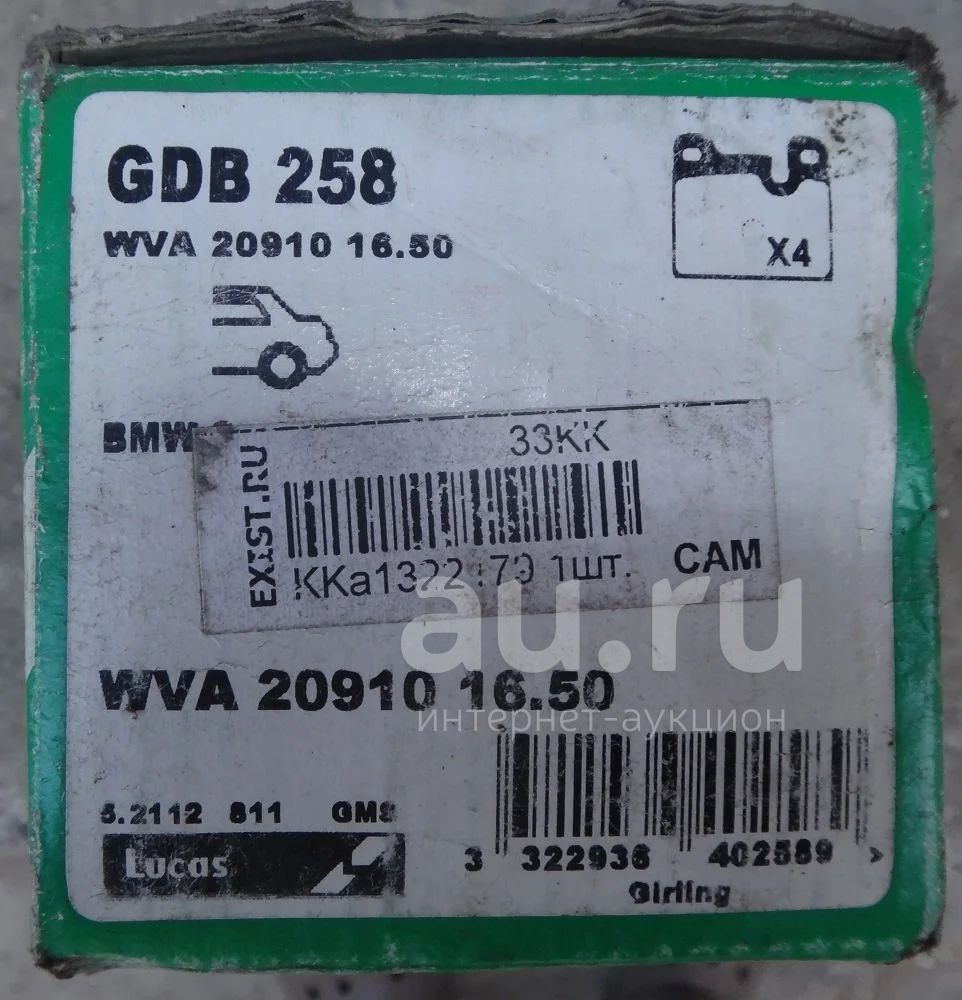 GDB 258
WVA 20910 16.50
X4
BMW
EXIST.RU
33KK
1шт.
CAM
au.ru
интернет-аукцион
WVA 20910 16.50
5.2112 811 GMS
Lucas
3 322936 402589 >
Girling